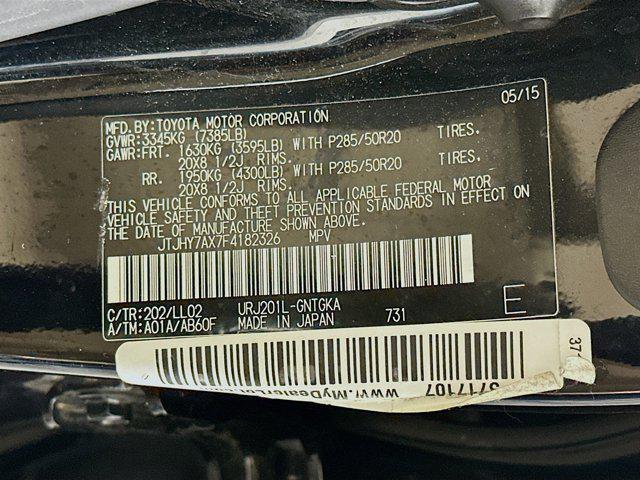 MFD.BY:TOYOTA MOTOR CORPORATION 05/15
GVWR:3345KG (7385LB)
GAWR:FRT. 1630KG (3595LB) WITH P285/50R20 TIRES.
20X8 1/2J RIMS.
RR. 1950KG (4300LB) WITH P285/50R20 TIRES.
20X8 1/2J RIMS.
THIS VEHICLE CONFORMS TO ALL APPLICABLE FEDERAL MOTOR
VEHICLE SAFETY AND THEFT PREVENTION STANDARDS IN EFFECT ON
THE DATE OF MANUFACTURE SHOWN ABOVE.
JTJHY7AX7F4182326 MPV
C/TR:202/LL02 URJ201L-GNTGKA
A/TM:A01A/AB60F MADE IN JAPAN 731 E
3717107